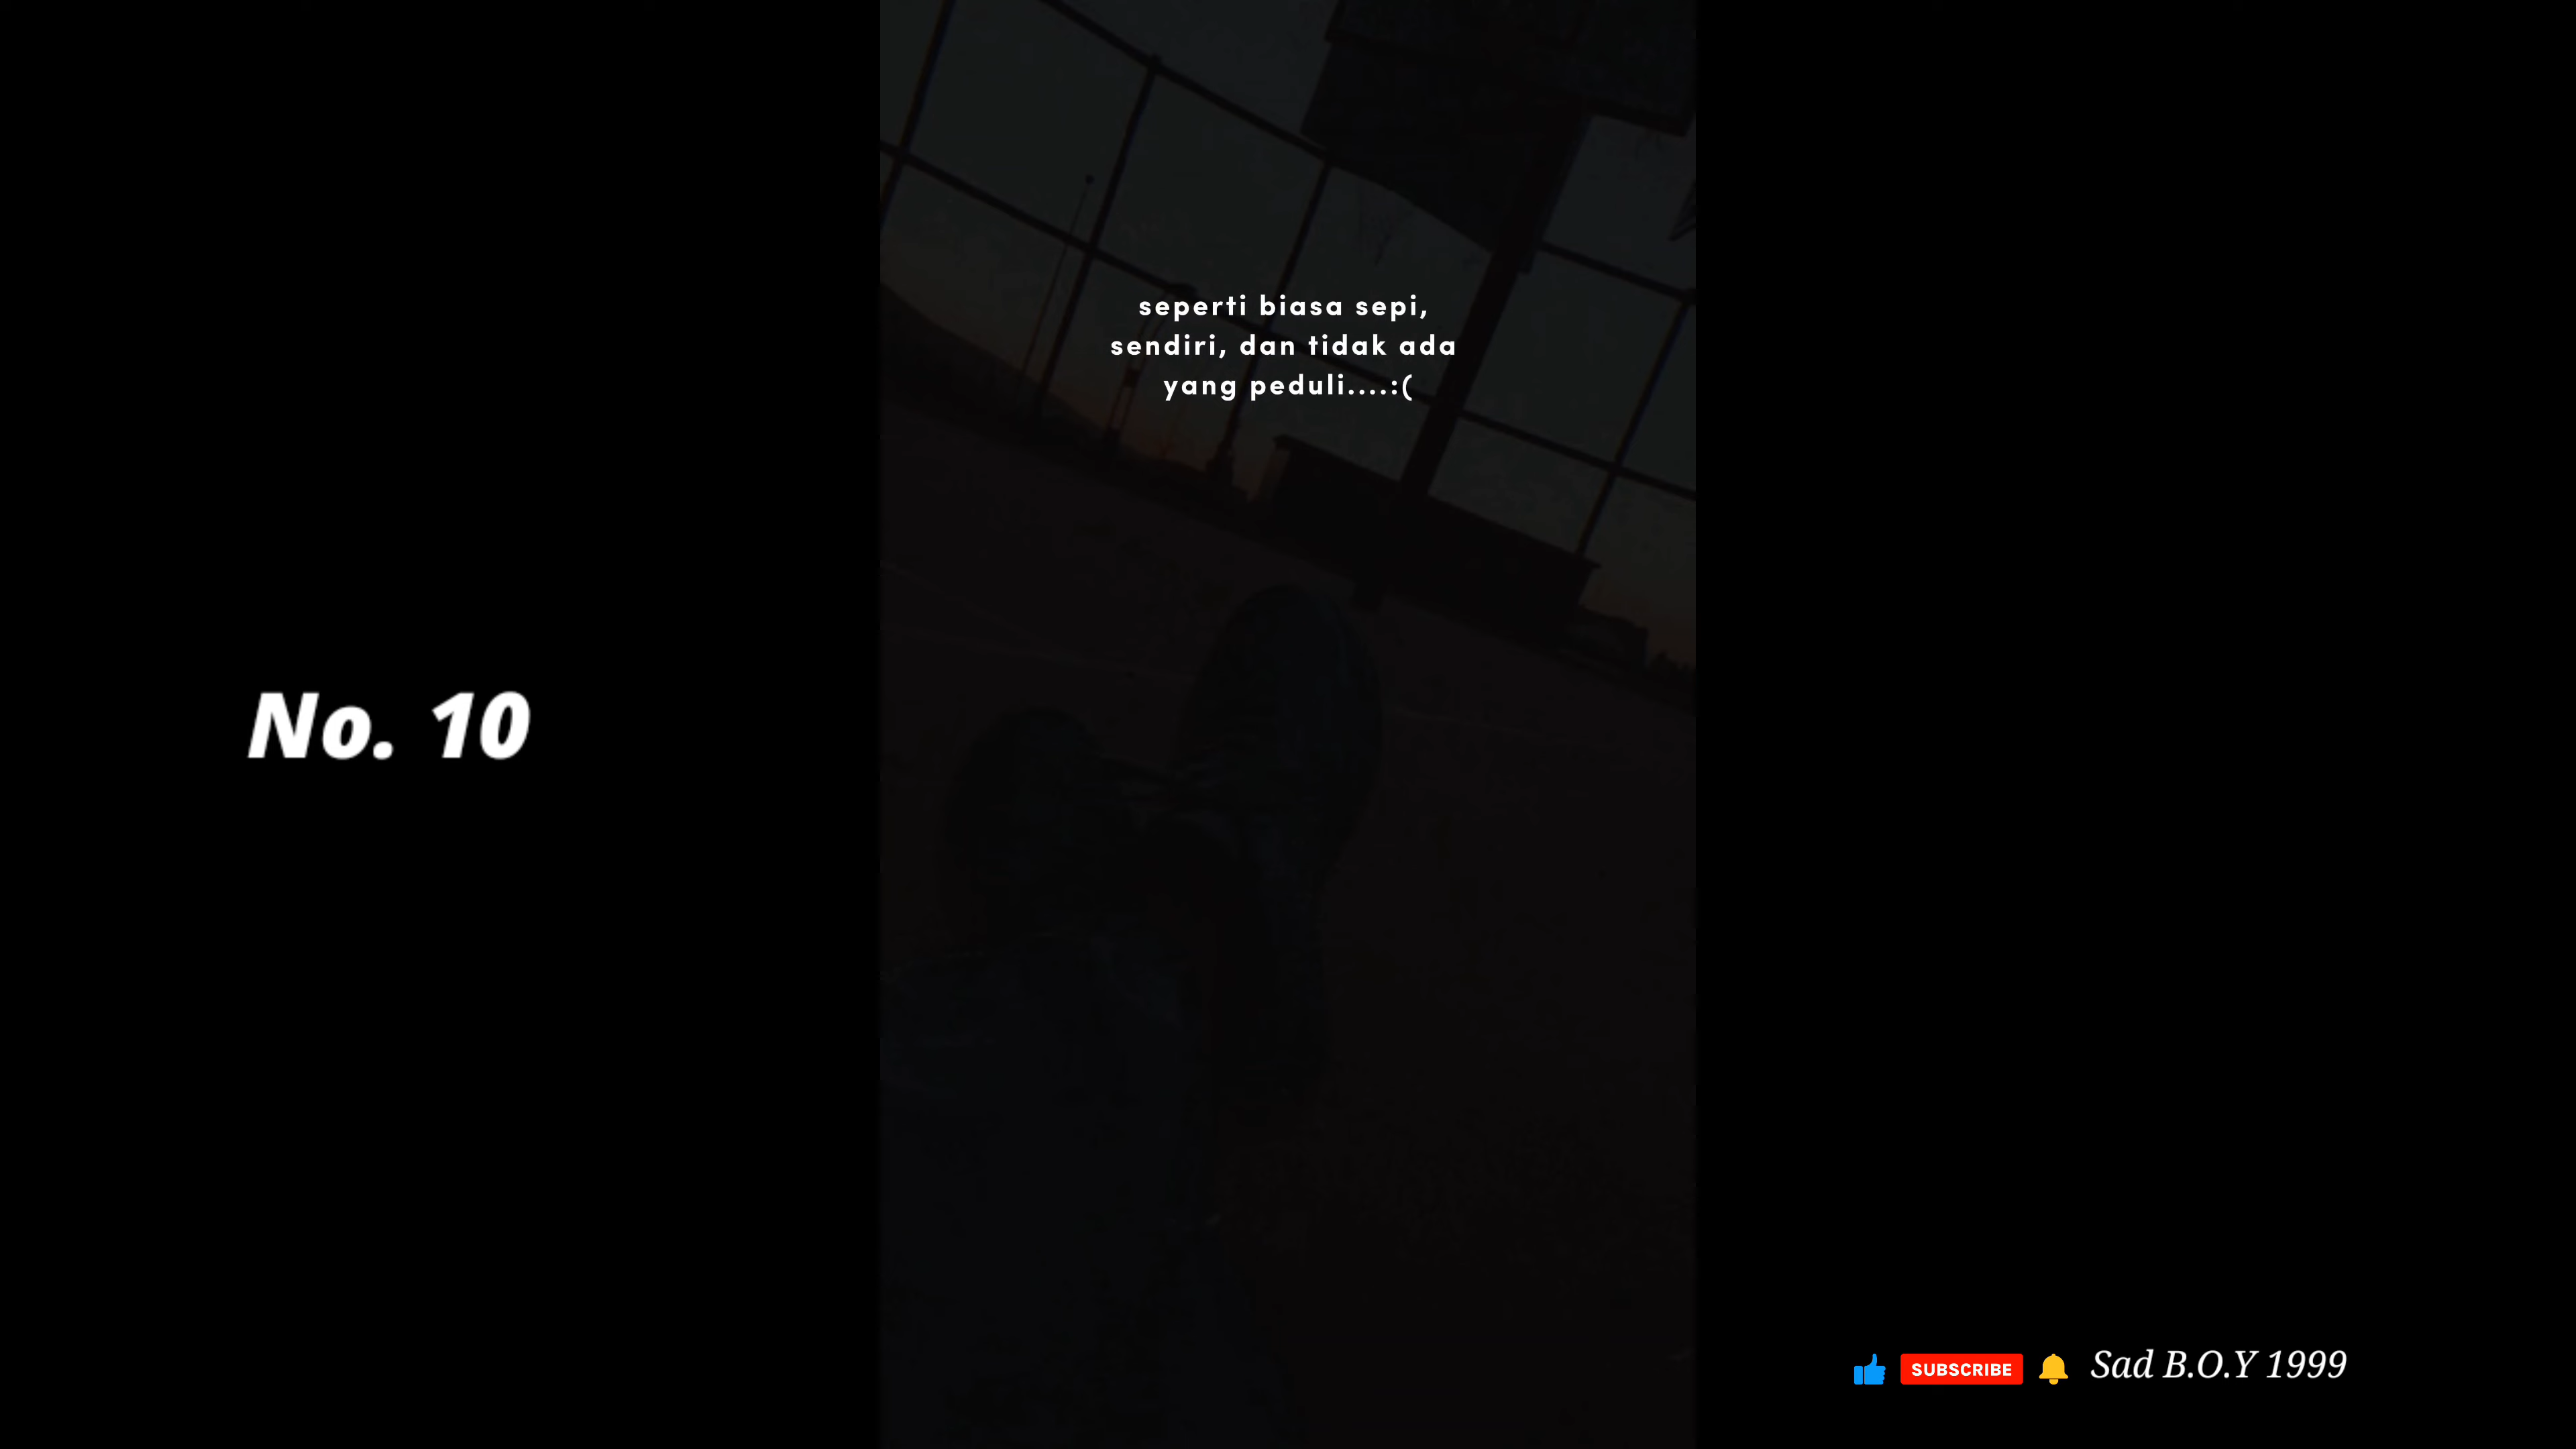 seperti biasa sepi,
sendiri, dan tidak ada
yang peduli....:(
No. 10
SUBSCRIBE
Sad B.O.Y 1999